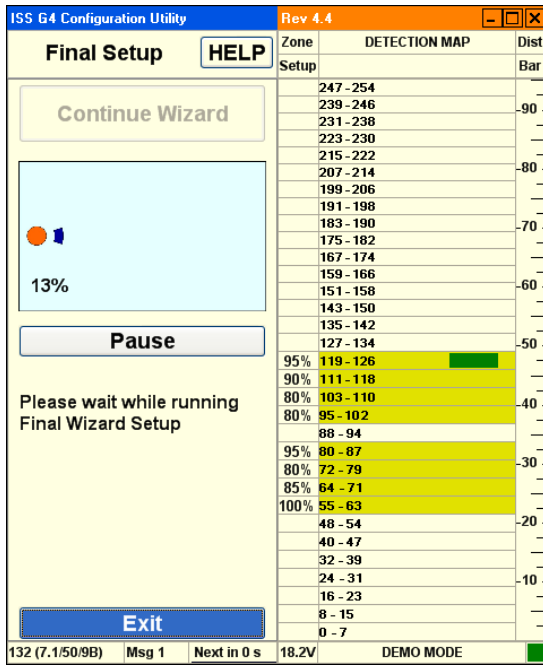 ISS G4 Configuration Utility Rev 4.4
Final Setup HELP Zone DETECTION MAP Dist
Setup Bar
Continue Wizard
247 - 254
239 - 246 -90
231 - 238
223 - 230
215 - 222
207 - 214 -80
199 - 206
191 - 198
183 - 190 -70
175 - 182
167 - 174
159 - 166
13% 151 - 158 -60
143 - 150
135 - 142
Pause 127 - 134 -50
95% 119 - 126
90% 111 - 118
80% 103 - 110 -40
80% 95 - 102
Please wait while running
Final Wizard Setup
88 - 94
95% 80 - 87 -30
80% 72 - 79
85% 64 - 71
100% 55 - 63
48 - 54 -20
40 - 47
32 - 39
24 - 31 -10
16 - 23
Exit 8 - 15
0 - 7
132 (7.1/50/9B) Msg 1 Next in 0 s 18.2V DEMO MODE